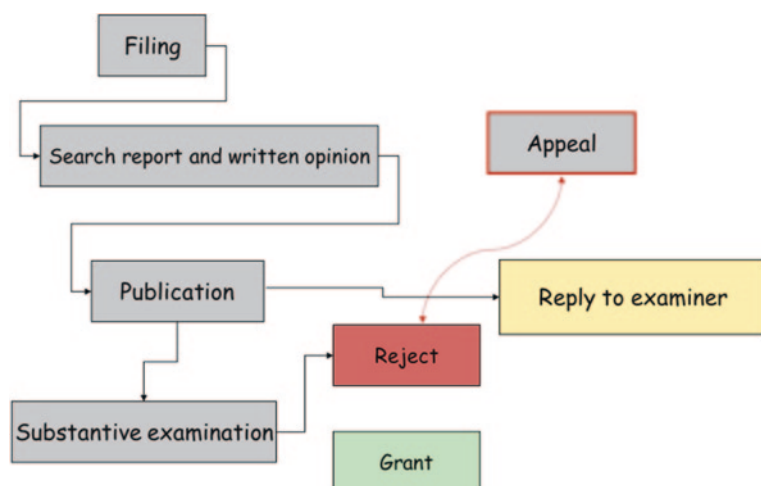 Filing
Search report and written opinion
Appeal
Publication
Reply to examiner
Reject
Substantive examination
Grant